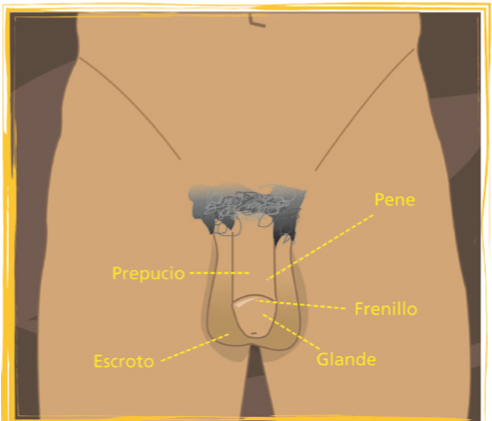 Pene
Prepucio
Frenillo
Escroto
Glande